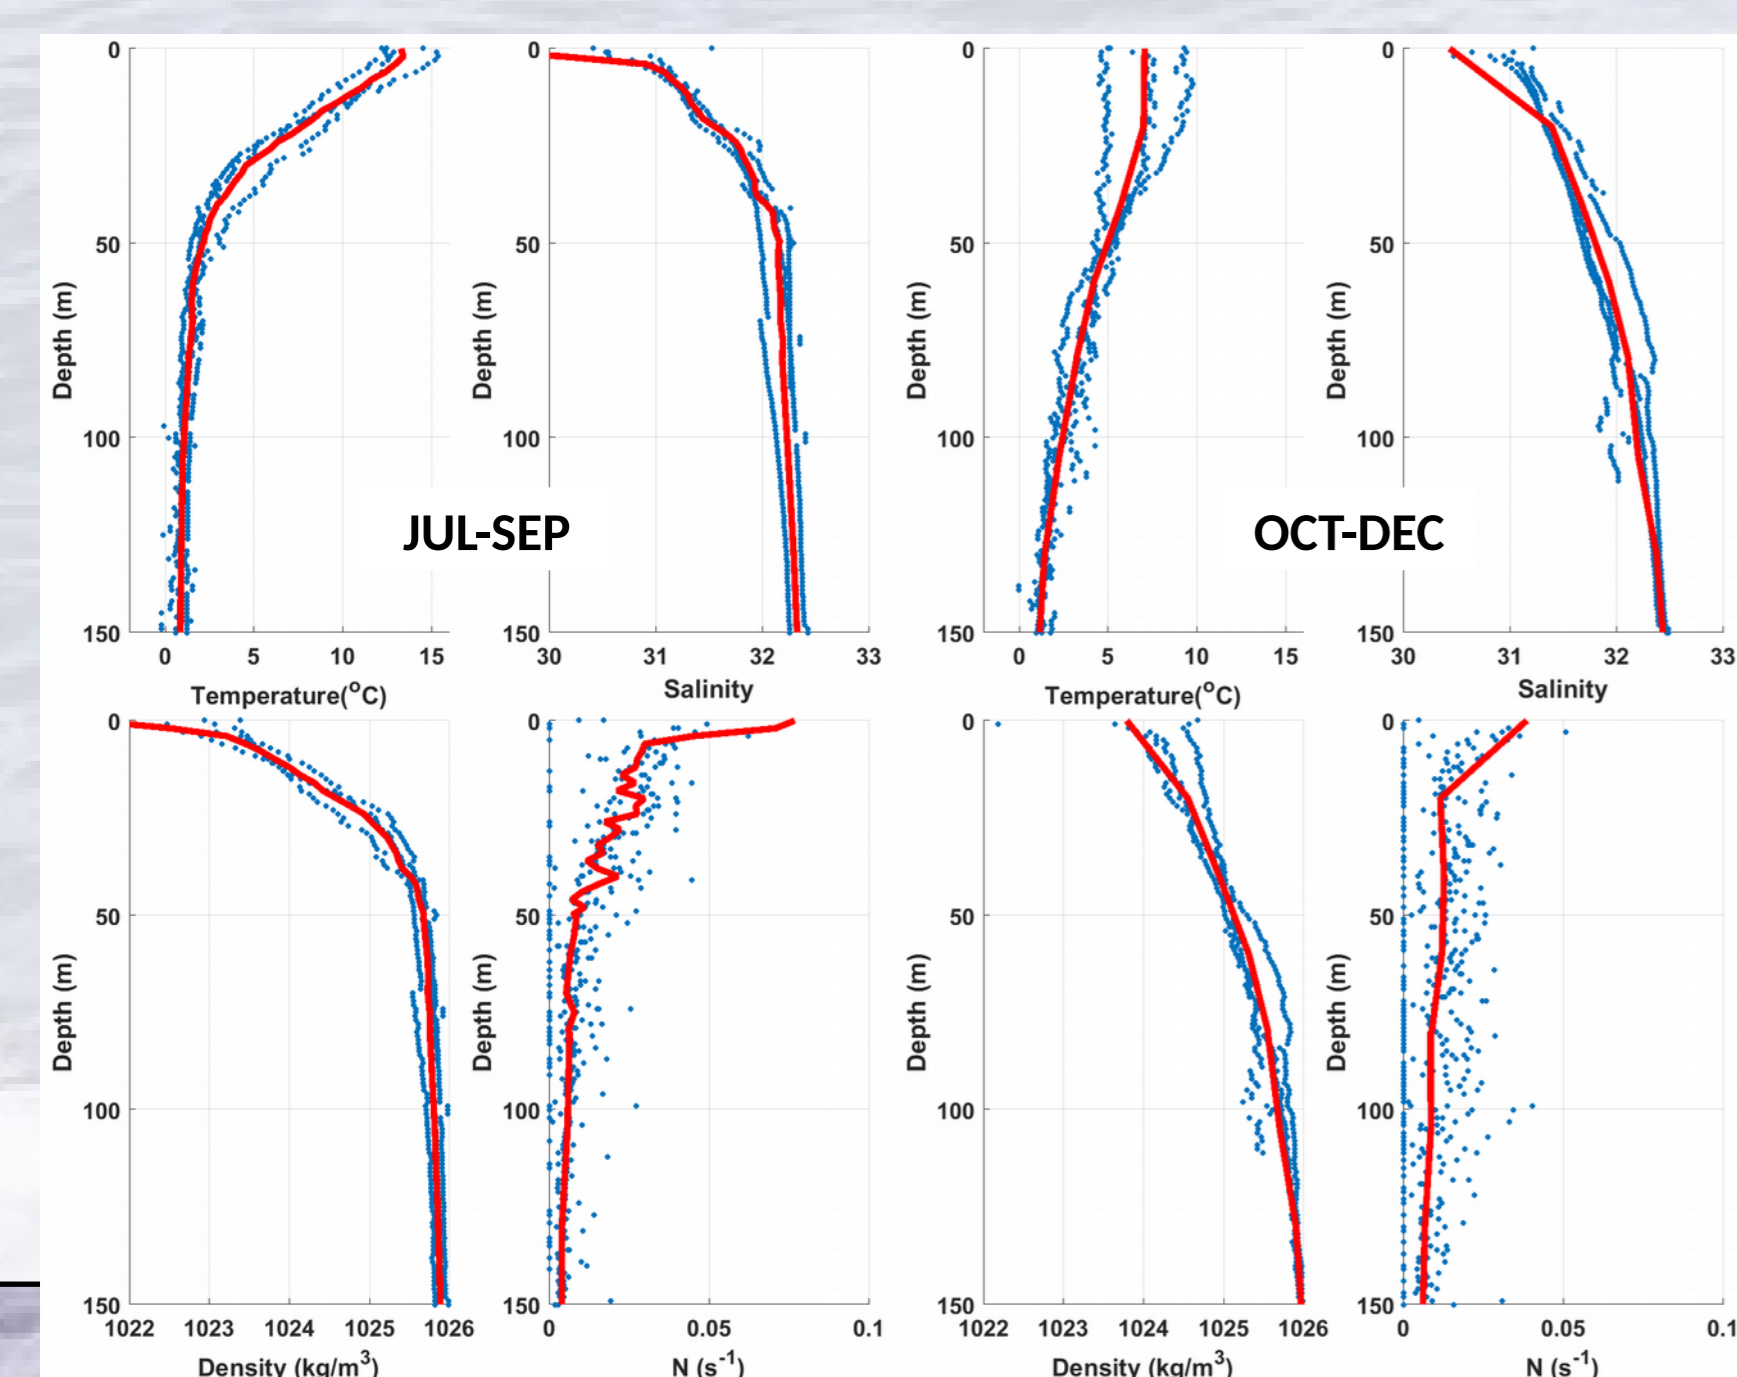 0
50
100
150
Depth (m)
0 5 10 15
Temperature(°C)
0
50
100
150
Depth (m)
30 31 32 33
Salinity
JUL-SEP
0
50
100
150
Depth (m)
0 5 10 15
Temperature(°C)
0
50
100
150
Depth (m)
30 31 32 33
Salinity
OCT-DEC
0
50
100
150
Depth (m)
1022 1023 1024 1025 1026
Density (kg/m³)
0
50
100
150
Depth (m)
0 0.05 0.1
N (s⁻¹)
0
50
100
150
Depth (m)
1022 1023 1024 1025 1026
Density (kg/m³)
0
50
100
150
Depth (m)
0 0.05 0.1
N (s⁻¹)